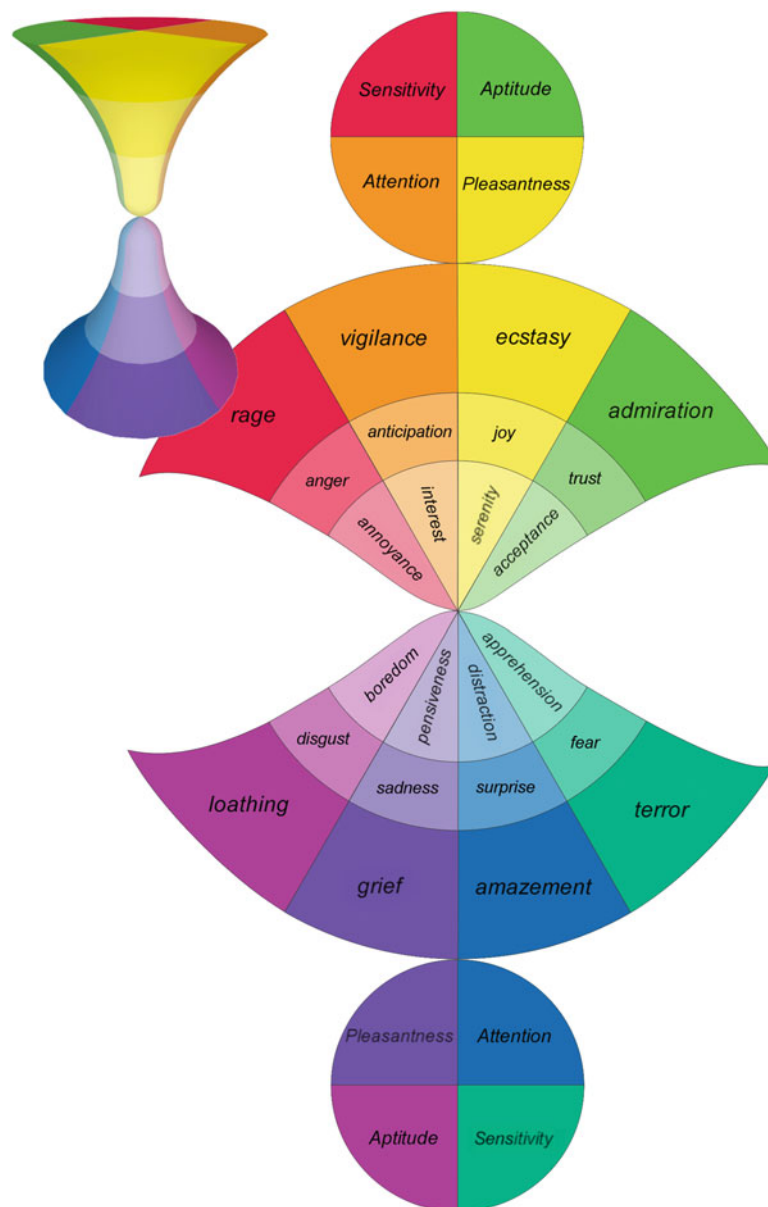 Sensitivity
Aptitude
Attention
Pleasantness
vigilance
ecstasy
rage
admiration
anticipation
joy
anger
trust
annoyance
interest
serenity
acceptance
boredom
pensiveness
distraction
apprehension
disgust
fear
sadness
surprise
loathing
terror
grief
amazement
Pleasantness
Attention
Aptitude
Sensitivity